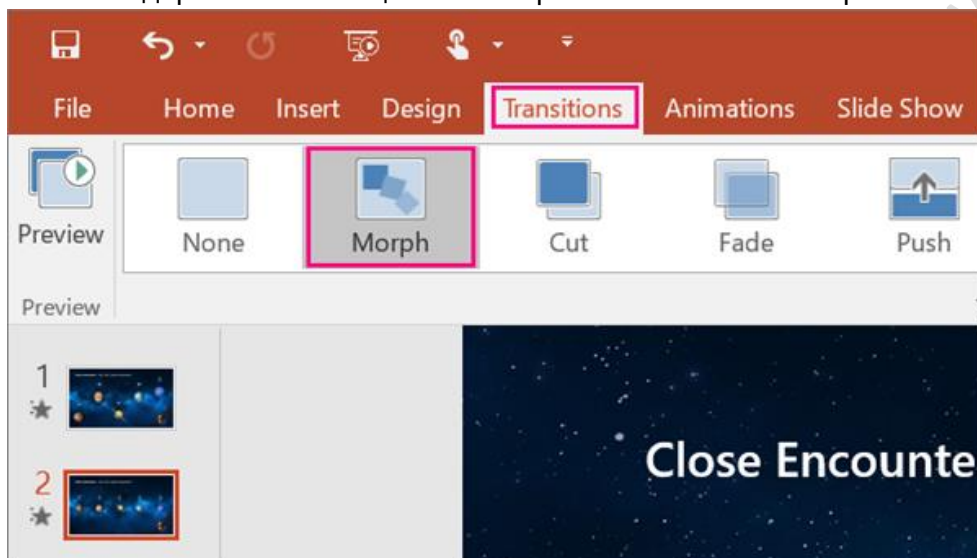 File Home Insert Design Transitions Animations Slide Show
Preview None Morph Cut Fade Push
Preview
1
2
Close Encounte